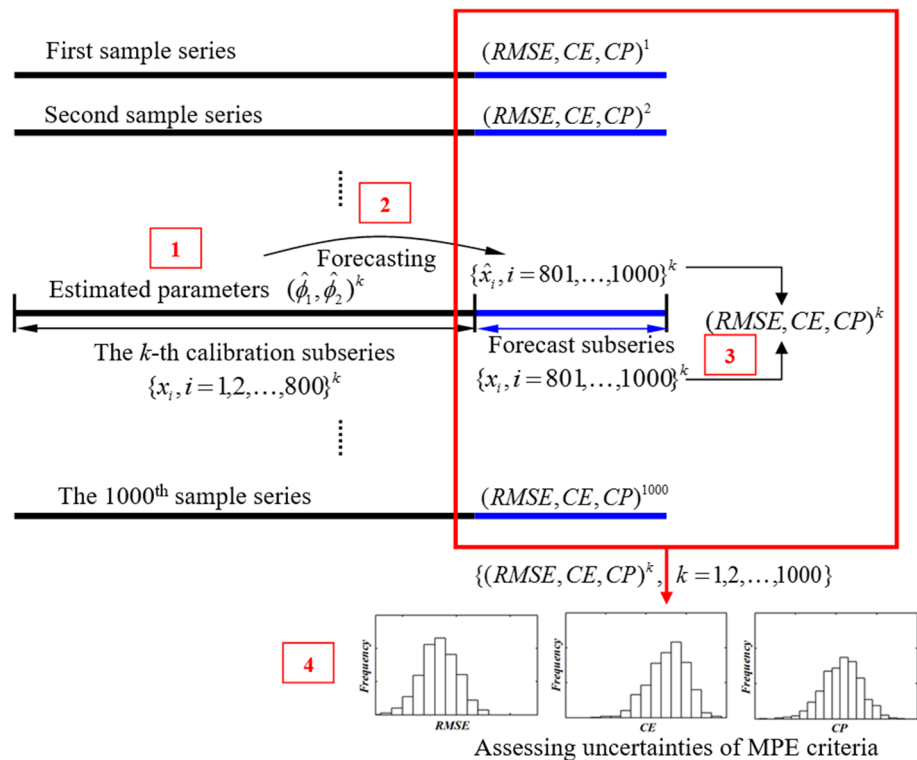 First sample series (RMSE,CE,CP)¹
Second sample series (RMSE,CE,CP)²
2
1
Forecasting
{x̂ᵢ, i = 801,…,1000}ᵏ
Estimated parameters (ϕ̂₁,ϕ̂₂)ᵏ
(RMSE,CE,CP)ᵏ
The k-th calibration subseries
Forecast subseries
3
{xᵢ, i = 1,2,…,800}ᵏ
{xᵢ, i = 801,…,1000}ᵏ
The 1000ᵗʰ sample series (RMSE,CE,CP)¹⁰⁰⁰
{(RMSE,CE,CP)ᵏ, k = 1,2,…,1000}
4
Frequency
RMSE
Frequency
CE
Frequency
CP
Assessing uncertainties of MPE criteria